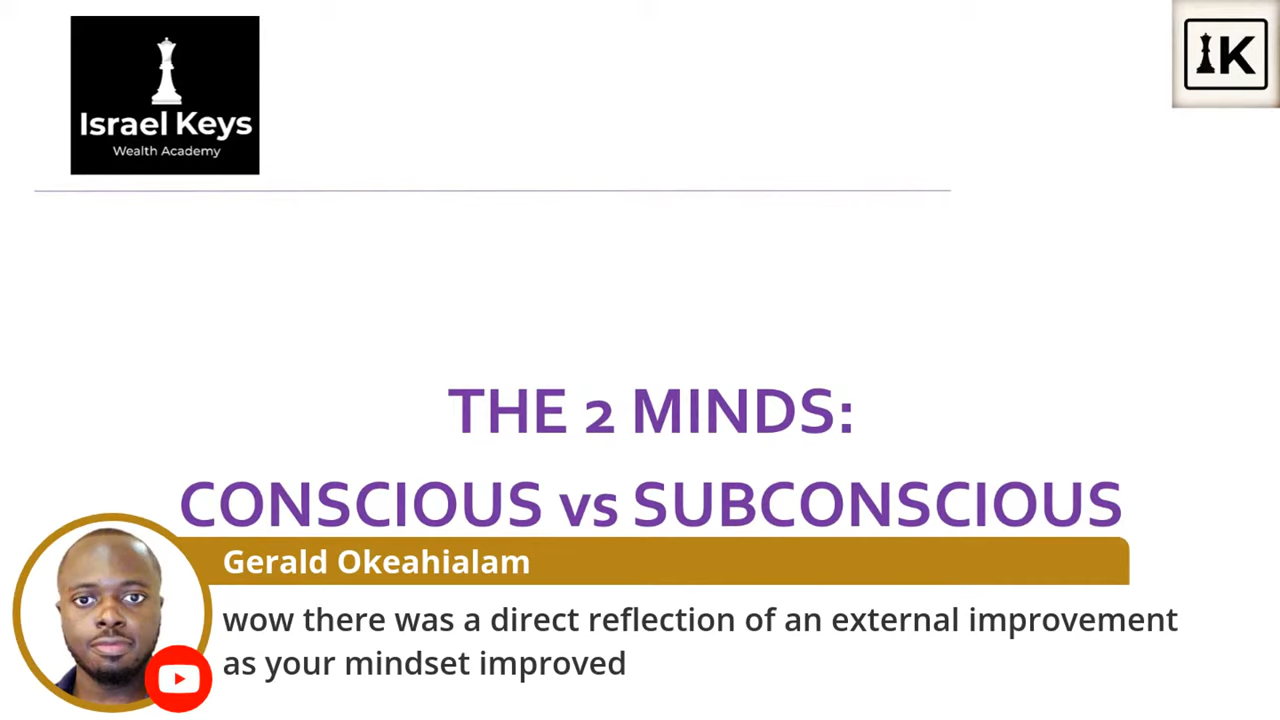 Israel Keys
Wealth Academy
IK
THE 2 MINDS:
CONSCIOUS vs SUBCONSCIOUS
Gerald Okeahialam
wow there was a direct reflection of an external improvement
as your mindset improved